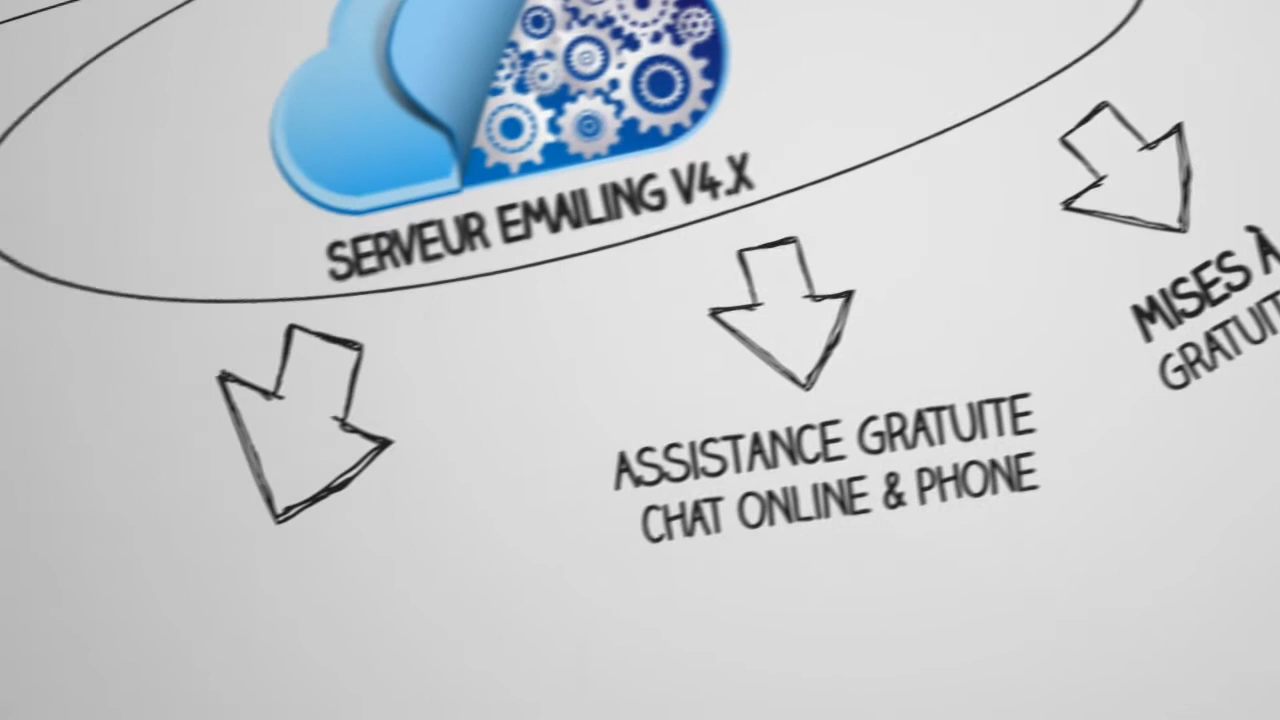 SERVEUR EMAILING V4.X
ASSISTANCE GRATUITE
CHAT ONLINE & PHONE
MISES À